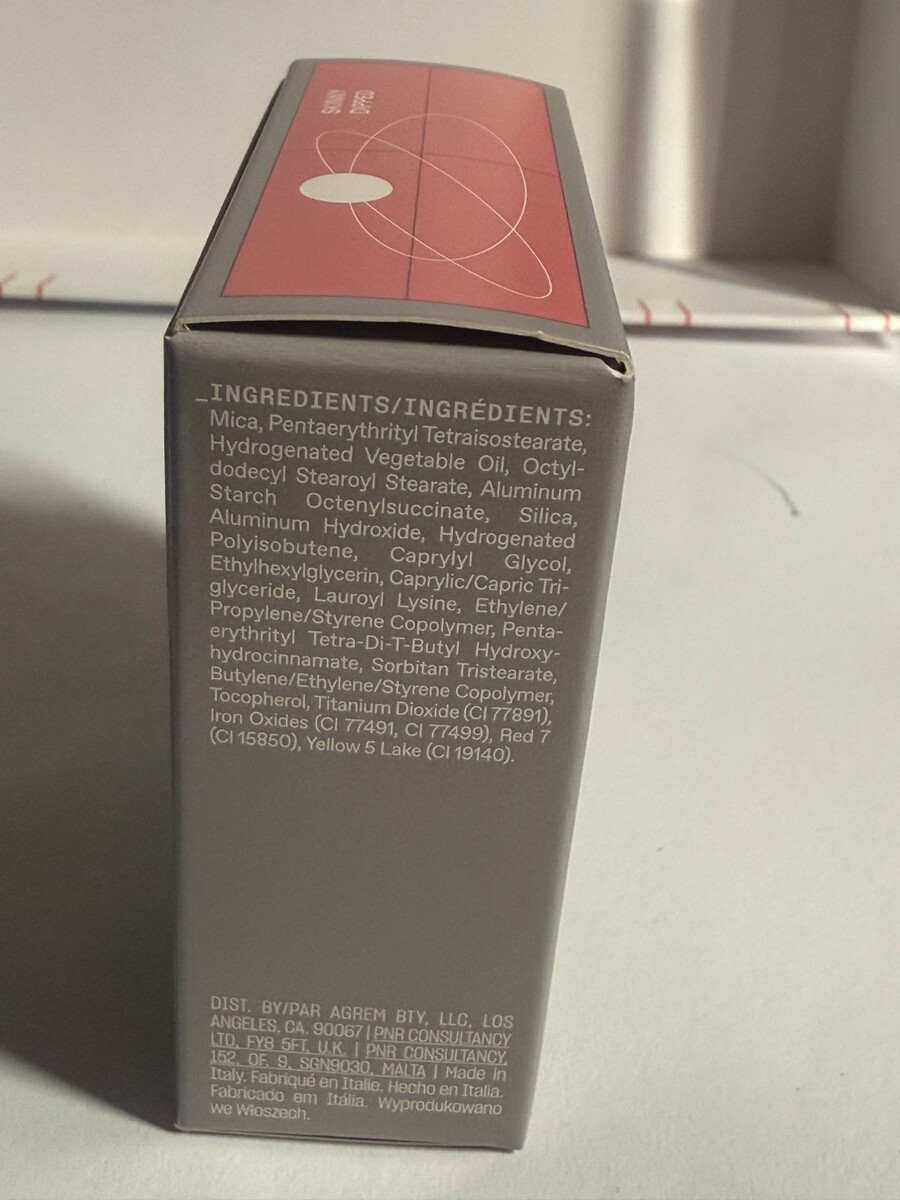 SKINNY
DIPPED
_INGREDIENTS/INGRÉDIENTS:
Mica, Pentaerythrityl Tetraisostearate,
Hydrogenated Vegetable Oil, Octyl-
dodecyl Stearoyl Stearate, Aluminum
Starch Octenylsuccinate, Silica,
Aluminum Hydroxide, Hydrogenated
Polyisobutene, Caprylyl Glycol,
Ethylhexylglycerin, Caprylic/Capric Tri-
glyceride, Lauroyl Lysine, Ethylene/
Propylene/Styrene Copolymer, Penta-
erythrityl Tetra-Di-T-Butyl Hydroxy-
hydrocinnamate, Sorbitan Tristearate,
Butylene/Ethylene/Styrene Copolymer,
Tocopherol, Titanium Dioxide (CI 77891),
Iron Oxides (CI 77491, CI 77499), Red 7
(CI 15850), Yellow 5 Lake (CI 19140).
DIST. BY/PAR AGREM BTY, LLC, LOS
ANGELES, CA. 90067 | PNR CONSULTANCY
LTD, FY8 5FT, U.K. | PNR CONSULTANCY,
152, OF. 9, SGN9030, MALTA | Made in
Italy. Fabriqué en Italie. Hecho en Italia.
Fabricado em Itália. Wyprodukowano
we Włoszech.